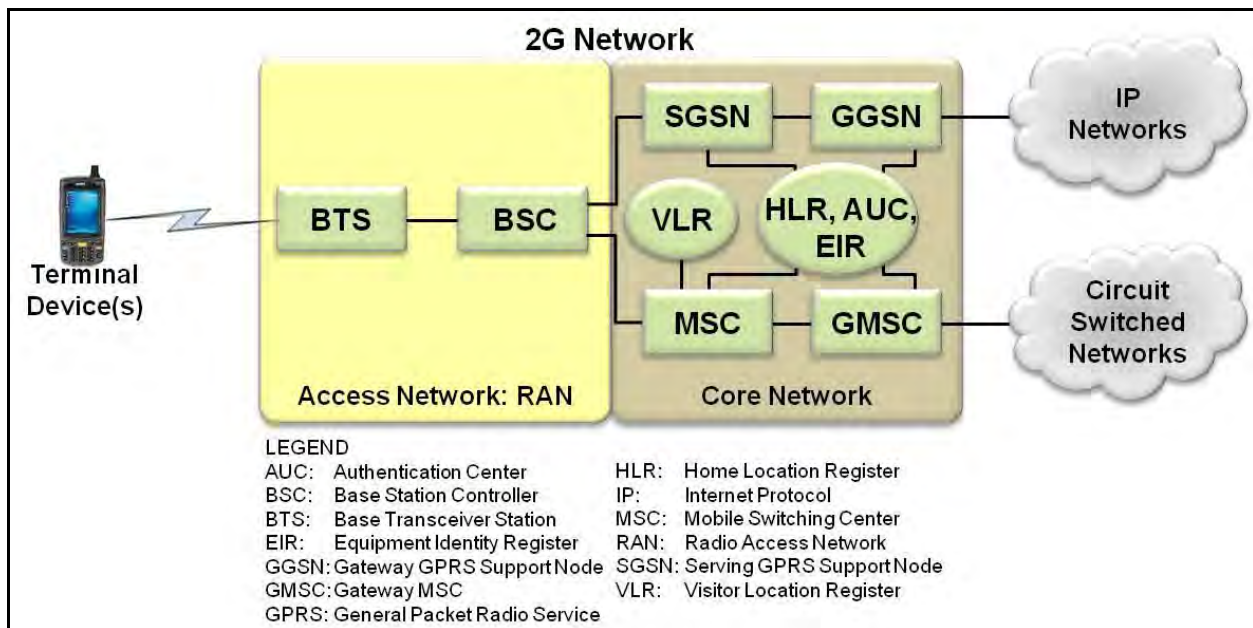 2G Network
SGSN
GGSN
IP
Networks
BTS
BSC
VLR
HLR, AUC,
EIR
Terminal
Device(s)
MSC
GMSC
Circuit
Switched
Networks
Access Network: RAN
Core Network
LEGEND
AUC: Authentication Center
BSC: Base Station Controller
BTS: Base Transceiver Station
EIR: Equipment Identity Register
GGSN: Gateway GPRS Support Node
GMSC: Gateway MSC
GPRS: General Packet Radio Service
HLR: Home Location Register
IP: Internet Protocol
MSC: Mobile Switching Center
RAN: Radio Access Network
SGSN: Serving GPRS Support Node
VLR: Visitor Location Register